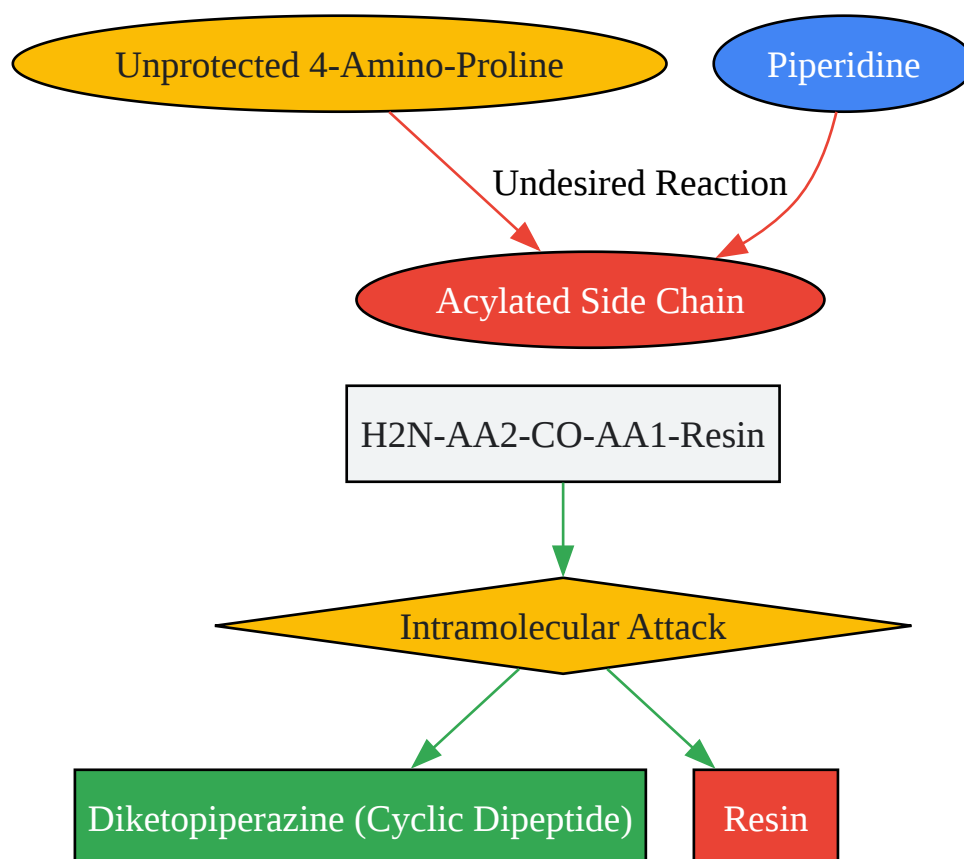 Unprotected 4-Amino-Proline
Piperidine
Undesired Reaction
Acylated Side Chain
H2N-AA2-CO-AA1-Resin
Intramolecular Attack
Diketopiperazine (Cyclic Dipeptide)
Resin